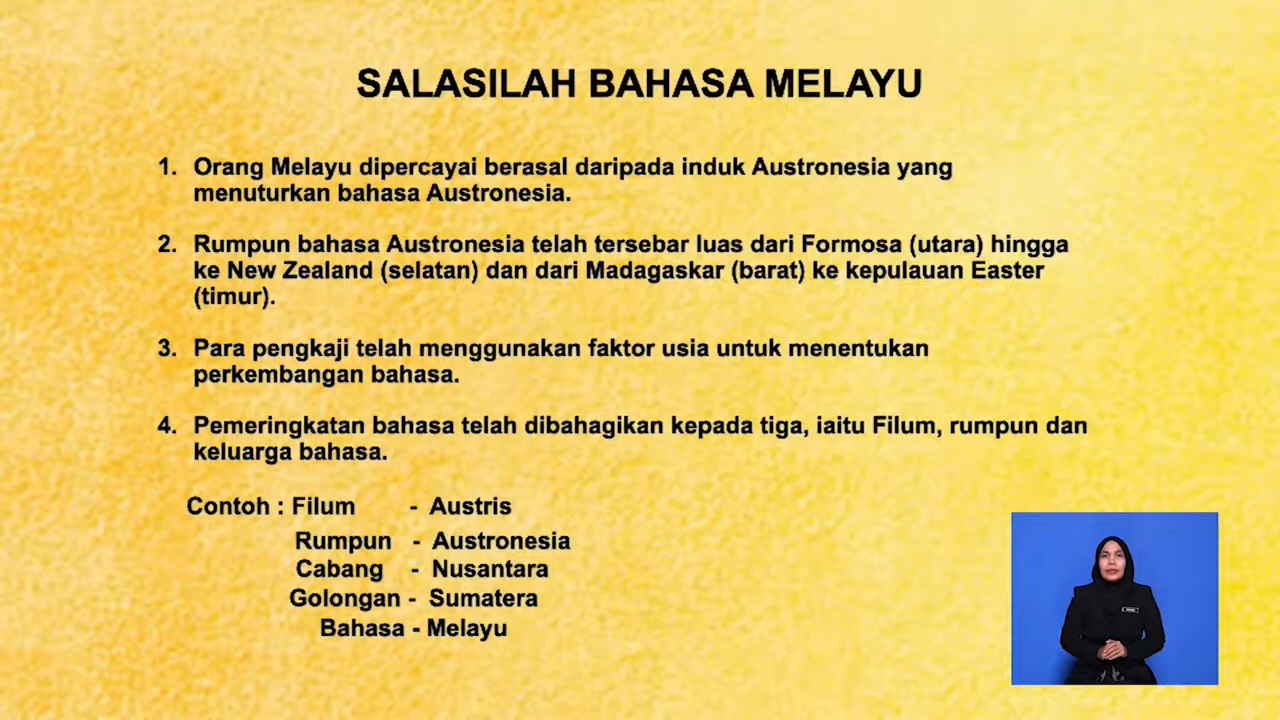 SALASILAH BAHASA MELAYU
1. Orang Melayu dipercayai berasal daripada induk Austronesia yang
menuturkan bahasa Austronesia.
2. Rumpun bahasa Austronesia telah tersebar luas dari Formosa (utara) hingga
ke New Zealand (selatan) dan dari Madagaskar (barat) ke kepulauan Easter
(timur).
3. Para pengkaji telah menggunakan faktor usia untuk menentukan
perkembangan bahasa.
4. Pemeringkatan bahasa telah dibahagikan kepada tiga, iaitu Filum, rumpun dan
keluarga bahasa.
Contoh : Filum - Austris
Rumpun - Austronesia
Cabang - Nusantara
Golongan - Sumatera
Bahasa - Melayu